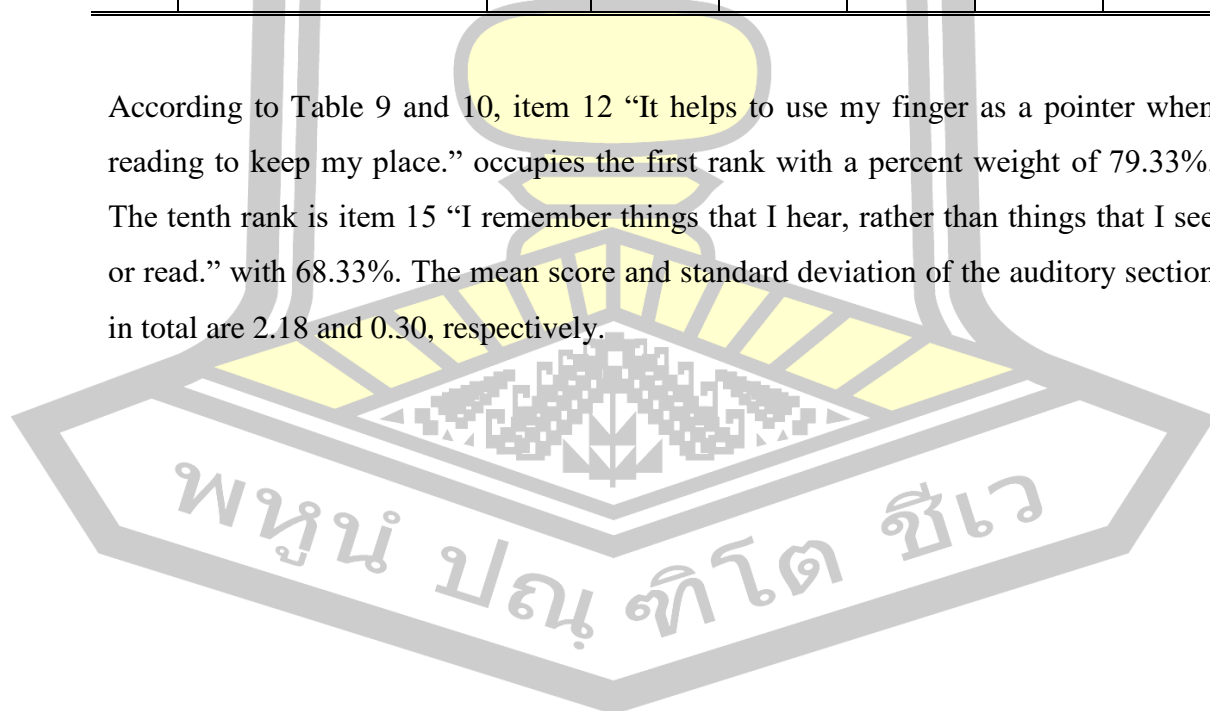 According to Table 9 and 10, item 12 “It helps to use my finger as a pointer when
reading to keep my place.” occupies the first rank with a percent weight of 79.33%.
The tenth rank is item 15 “I remember things that I hear, rather than things that I see
or read.” with 68.33%. The mean score and standard deviation of the auditory section
in total are 2.18 and 0.30, respectively.
พหูนํ ปณฺฑิโต ชีเว